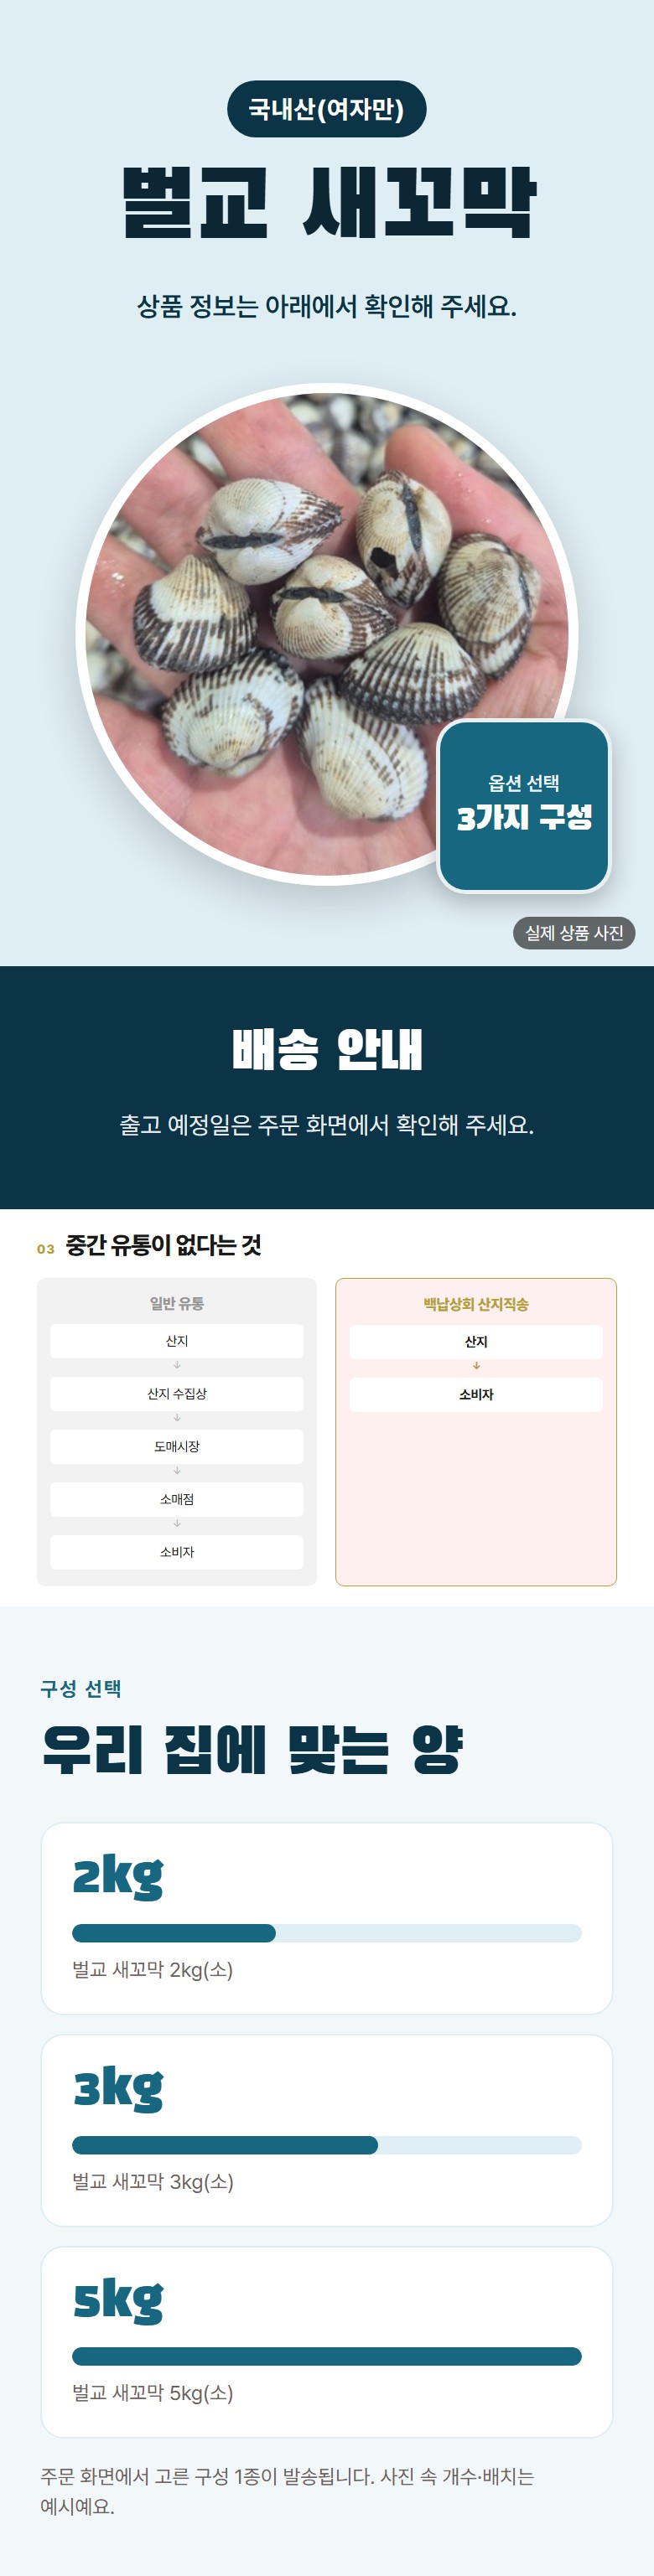 국내산(여자만)
벌교 새꼬막
상품 정보는 아래에서 확인해 주세요.
옵션 선택
3가지 구성
실제 상품 사진
배송 안내
출고 예정일은 주문 화면에서 확인해 주세요.
03 중간 유통이 없다는 것
일반 유통
산지
↓
산지 수집상
↓
도매시장
↓
소매점
↓
소비자
백납상회 산지직송
산지
↓
소비자
구성 선택
우리 집에 맞는 양
2kg
벌교 새꼬막 2kg(소)
3kg
벌교 새꼬막 3kg(소)
5kg
벌교 새꼬막 5kg(소)
주문 화면에서 고른 구성 1종이 발송됩니다. 사진 속 개수·배치는
예시예요.